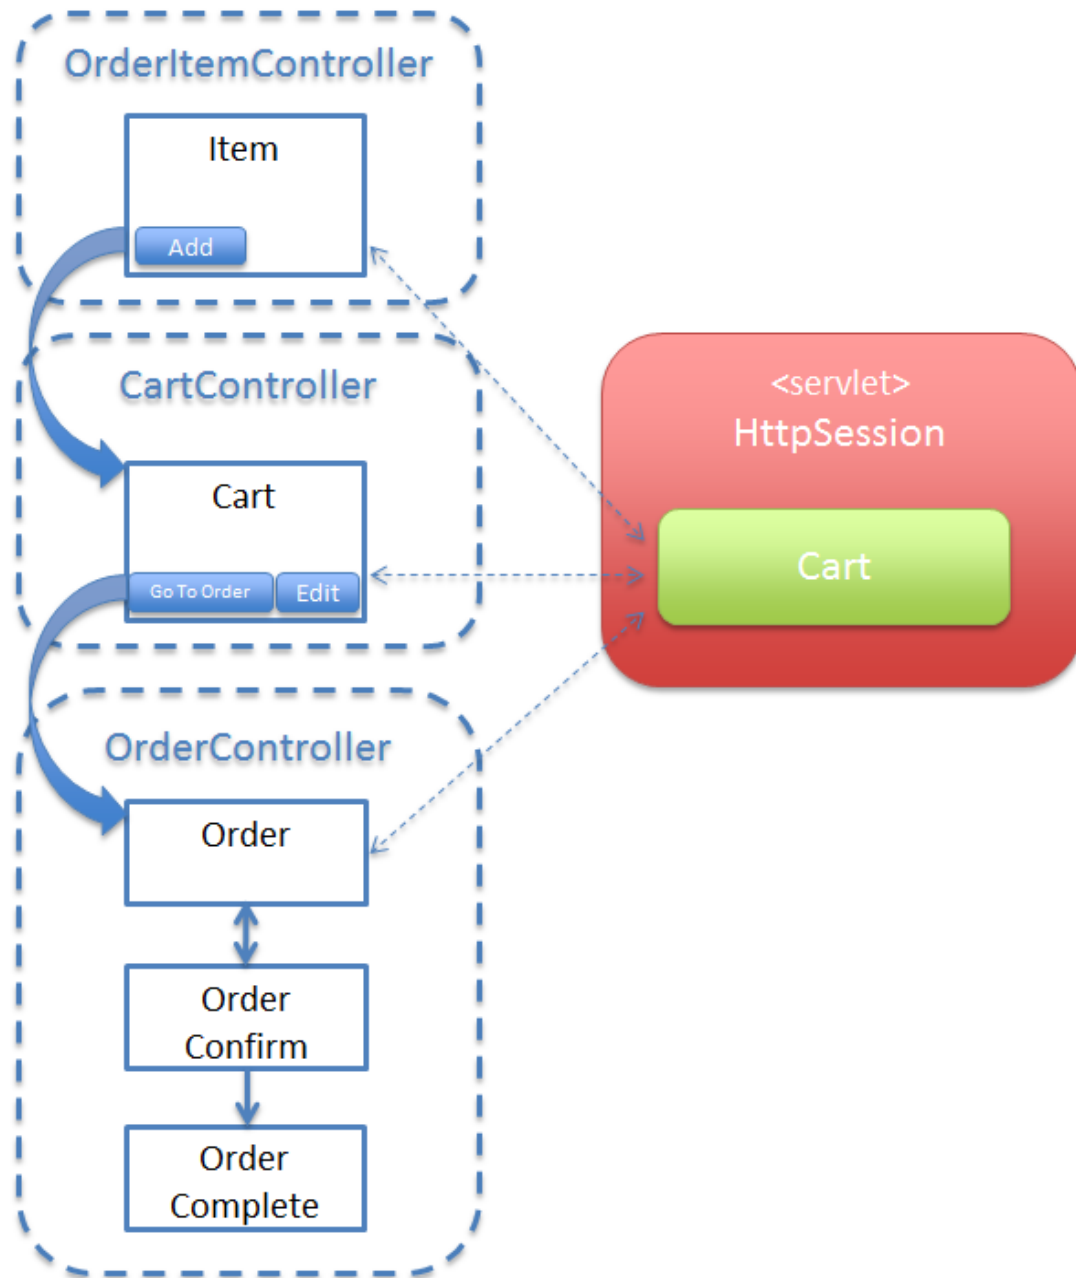 OrderItemController
Item
Add
CartController
Cart
Go To Order
Edit
<servlet>
HttpSession
Cart
OrderController
Order
Order
Confirm
Order
Complete